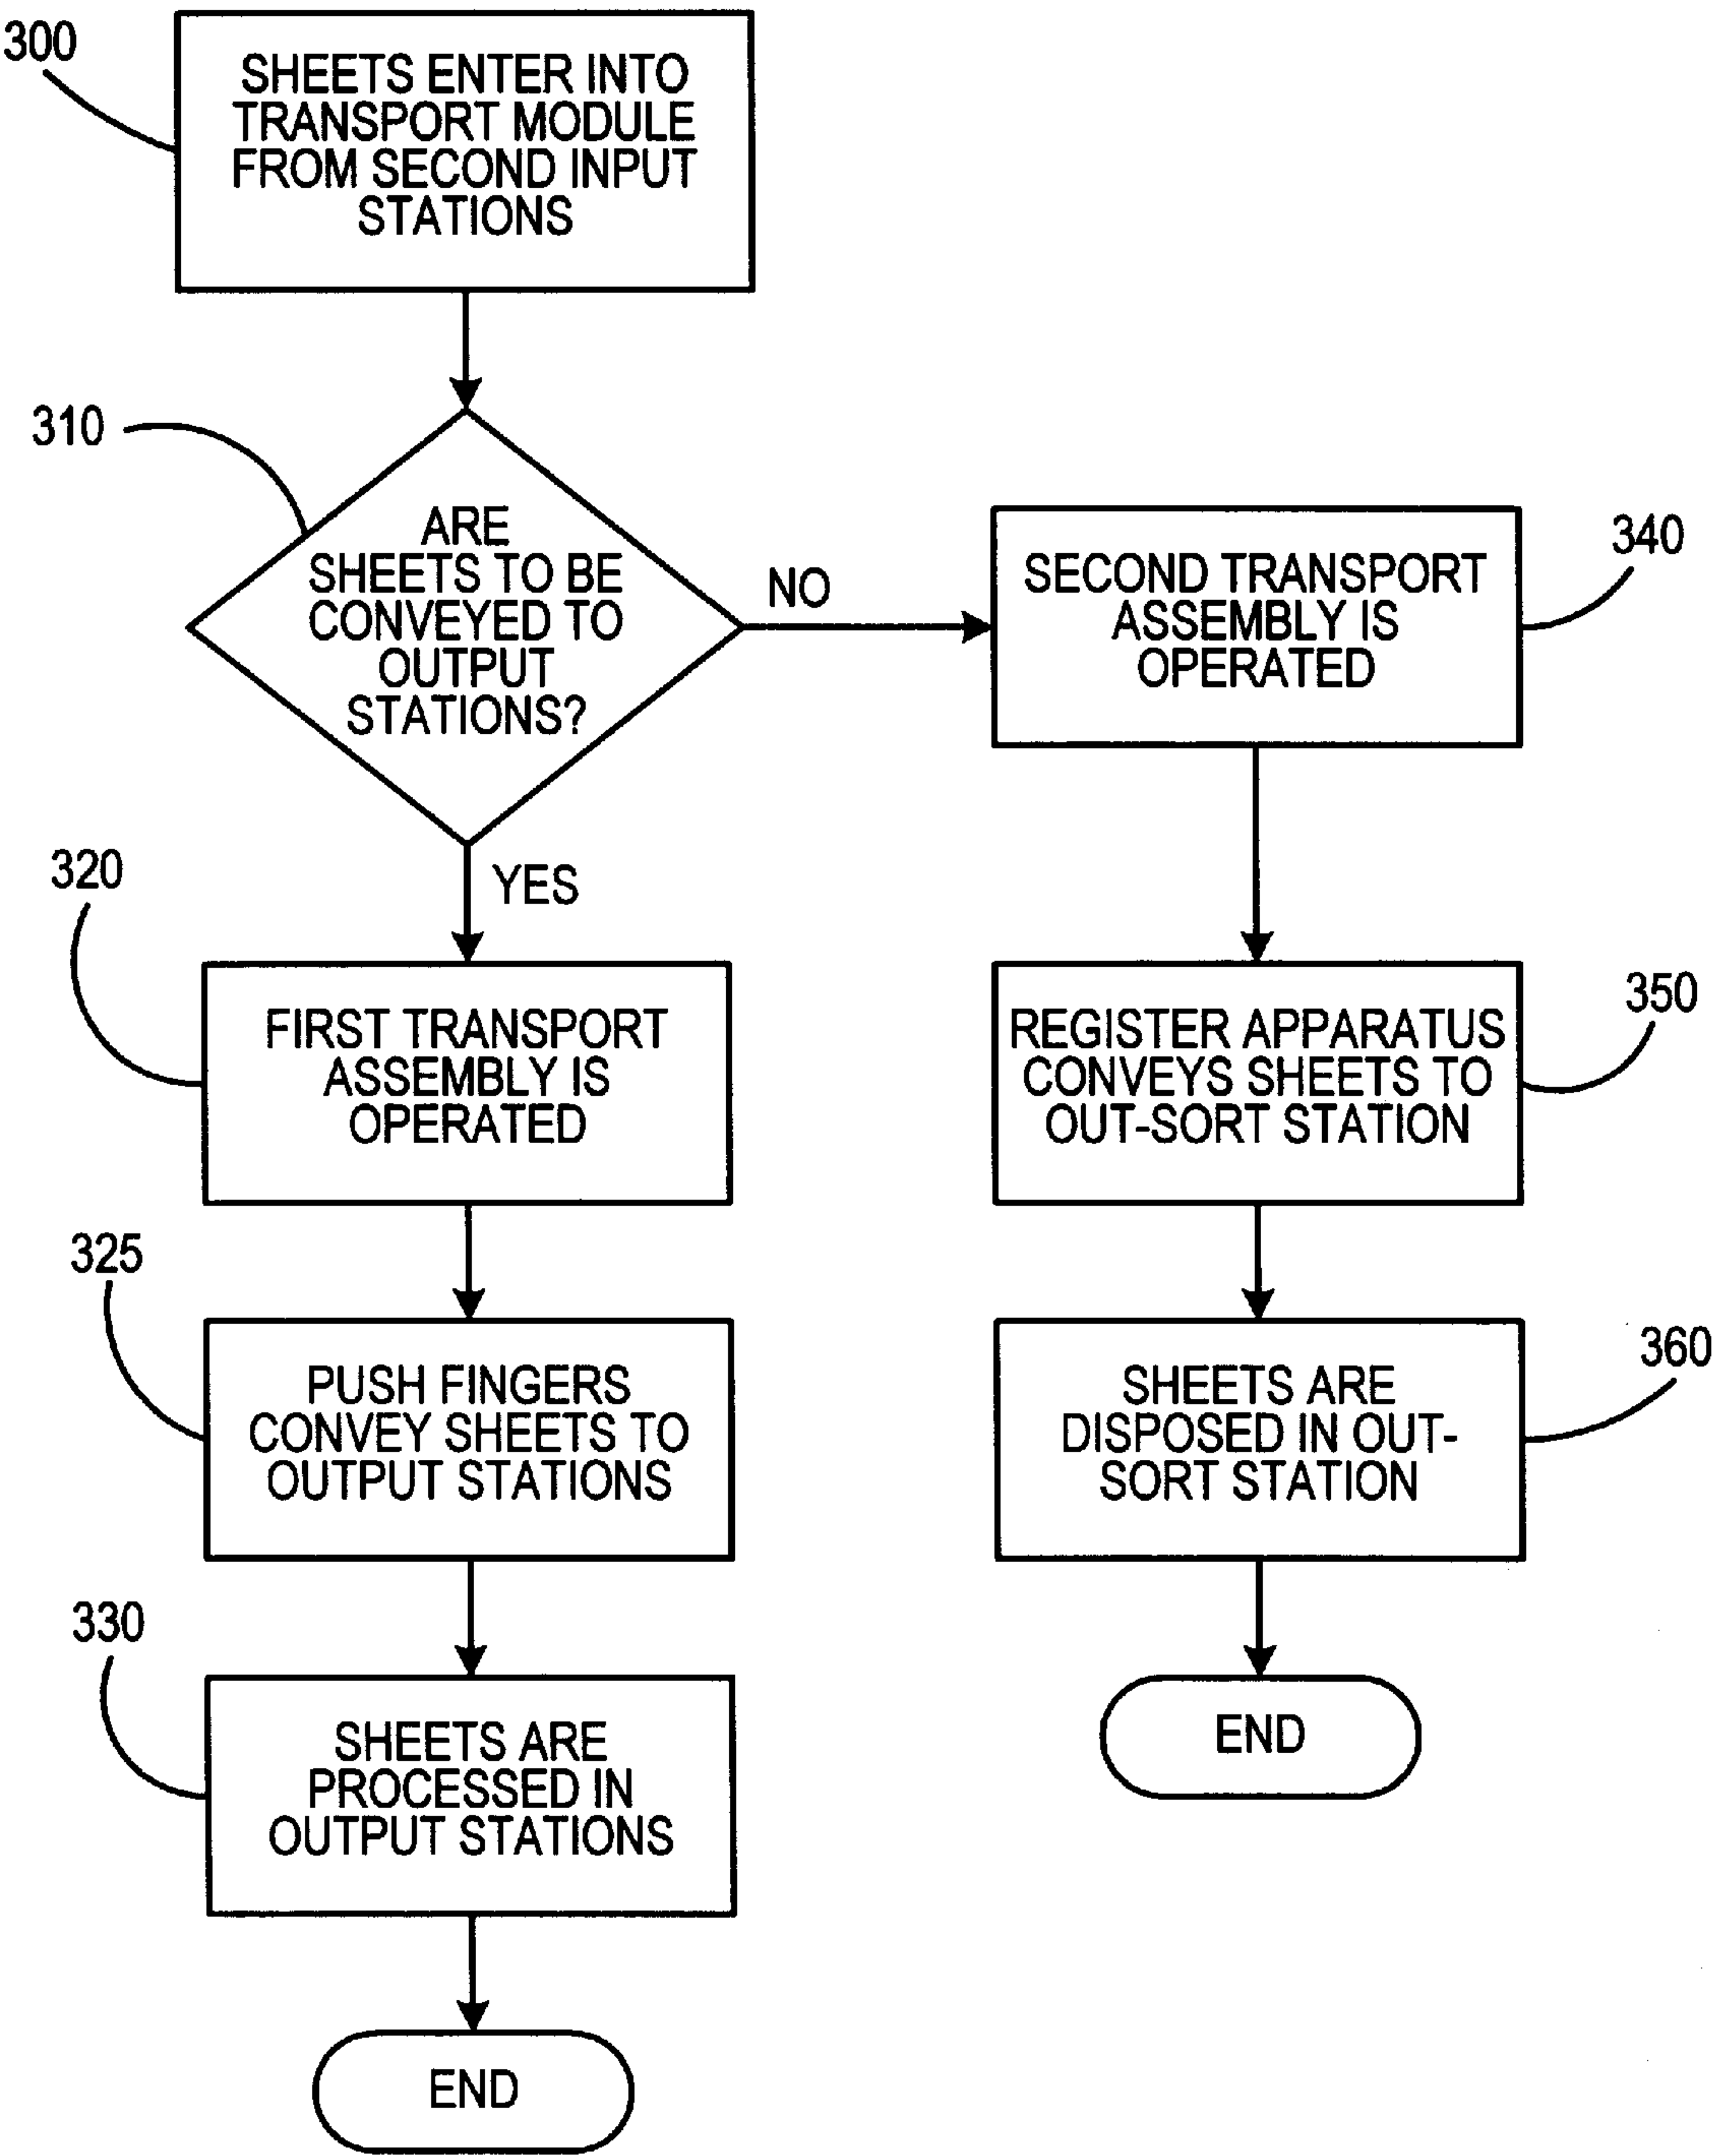 300
SHEETS ENTER INTO
TRANSPORT MODULE
FROM SECOND INPUT
STATIONS
310
ARE
SHEETS TO BE
CONVEYED TO
OUTPUT
STATIONS?
NO
YES
340
SECOND TRANSPORT
ASSEMBLY IS
OPERATED
320
FIRST TRANSPORT
ASSEMBLY IS
OPERATED
350
REGISTER APPARATUS
CONVEYS SHEETS TO
OUT-SORT STATION
325
PUSH FINGERS
CONVEY SHEETS TO
OUTPUT STATIONS
360
SHEETS ARE
DISPOSED IN OUT-
SORT STATION
330
SHEETS ARE
PROCESSED IN
OUTPUT STATIONS
END
END